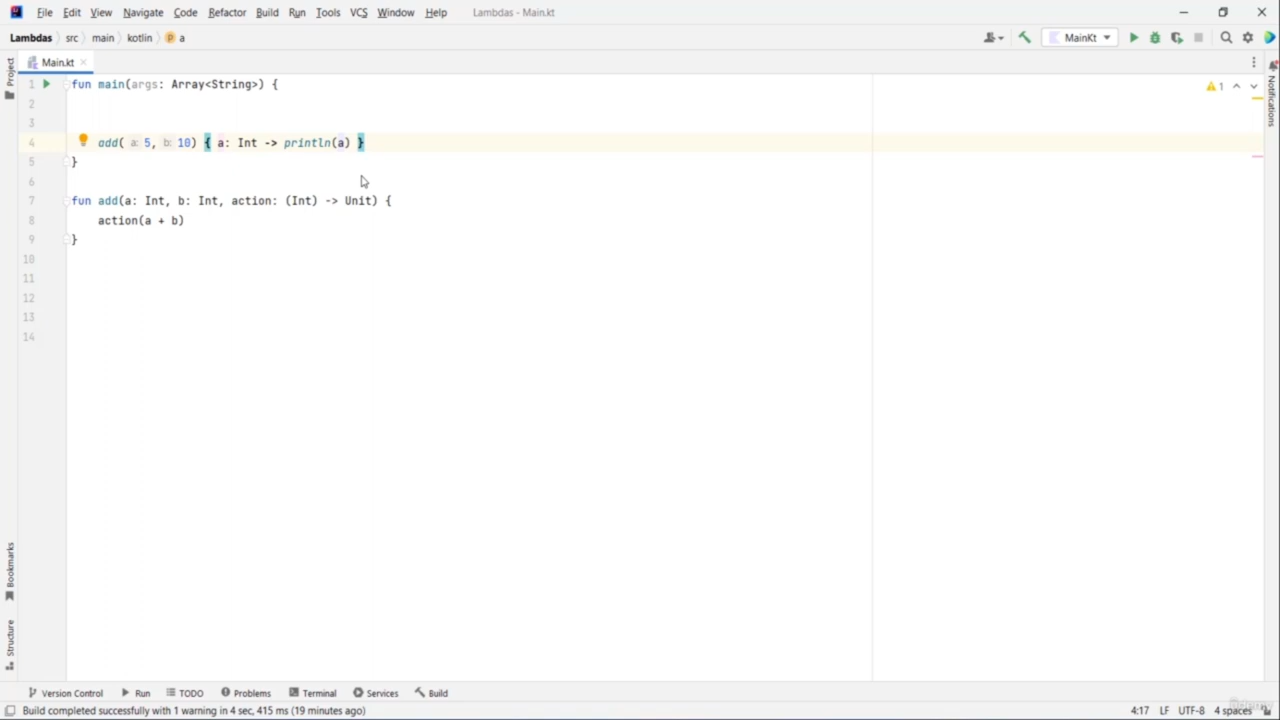 File Edit View Navigate Code Refactor Build Run Tools VCS Window Help Lambdas - Main.kt
Lambdas src main kotlin a MainKt
Project Main.kt
1 fun main(args: Array<String>) {
2
3
4 add( a: 5, b: 10) { a: Int -> println(a) }
5 }
6
7 fun add(a: Int, b: Int, action: (Int) -> Unit) {
8 action(a + b)
9 }
10
11
12
13
14
1
Notifications
Bookmarks
Structure
Version Control Run TODO Problems Terminal Services Build
Build completed successfully with 1 warning in 4 sec, 415 ms (19 minutes ago) 4:17 LF UTF-8 4 spaces